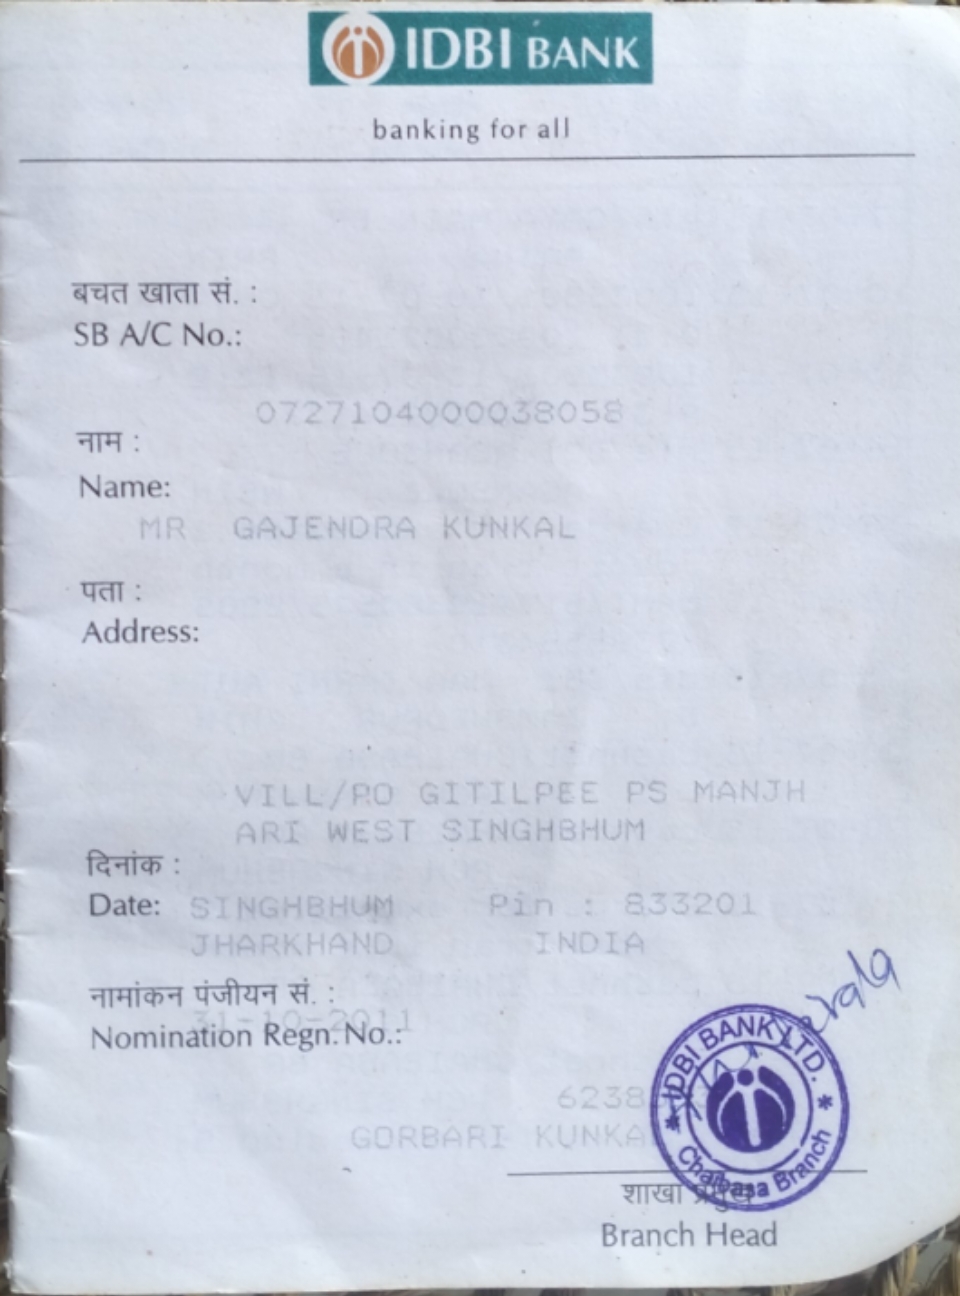 IDBI BANK
banking for all
बचत खाता सं. :
SB A/C No.:
0727104000038058
नाम :
Name:
MR GAJENDRA KUNKAL
पता :
Address:
VILL/PO GITILPEE PS MANJH
ARI WEST SINGHBHUM
दिनांक :
Date: SINGHBHUM Pin : 833201
JHARKHAND INDIA
नामांकन पंजीयन सं. :
31-10-2011
Nomination Regn. No.:
IDBI BANK LTD.
Chaibasa Branch
GORBARI
शाखा प्रमुख
Branch Head